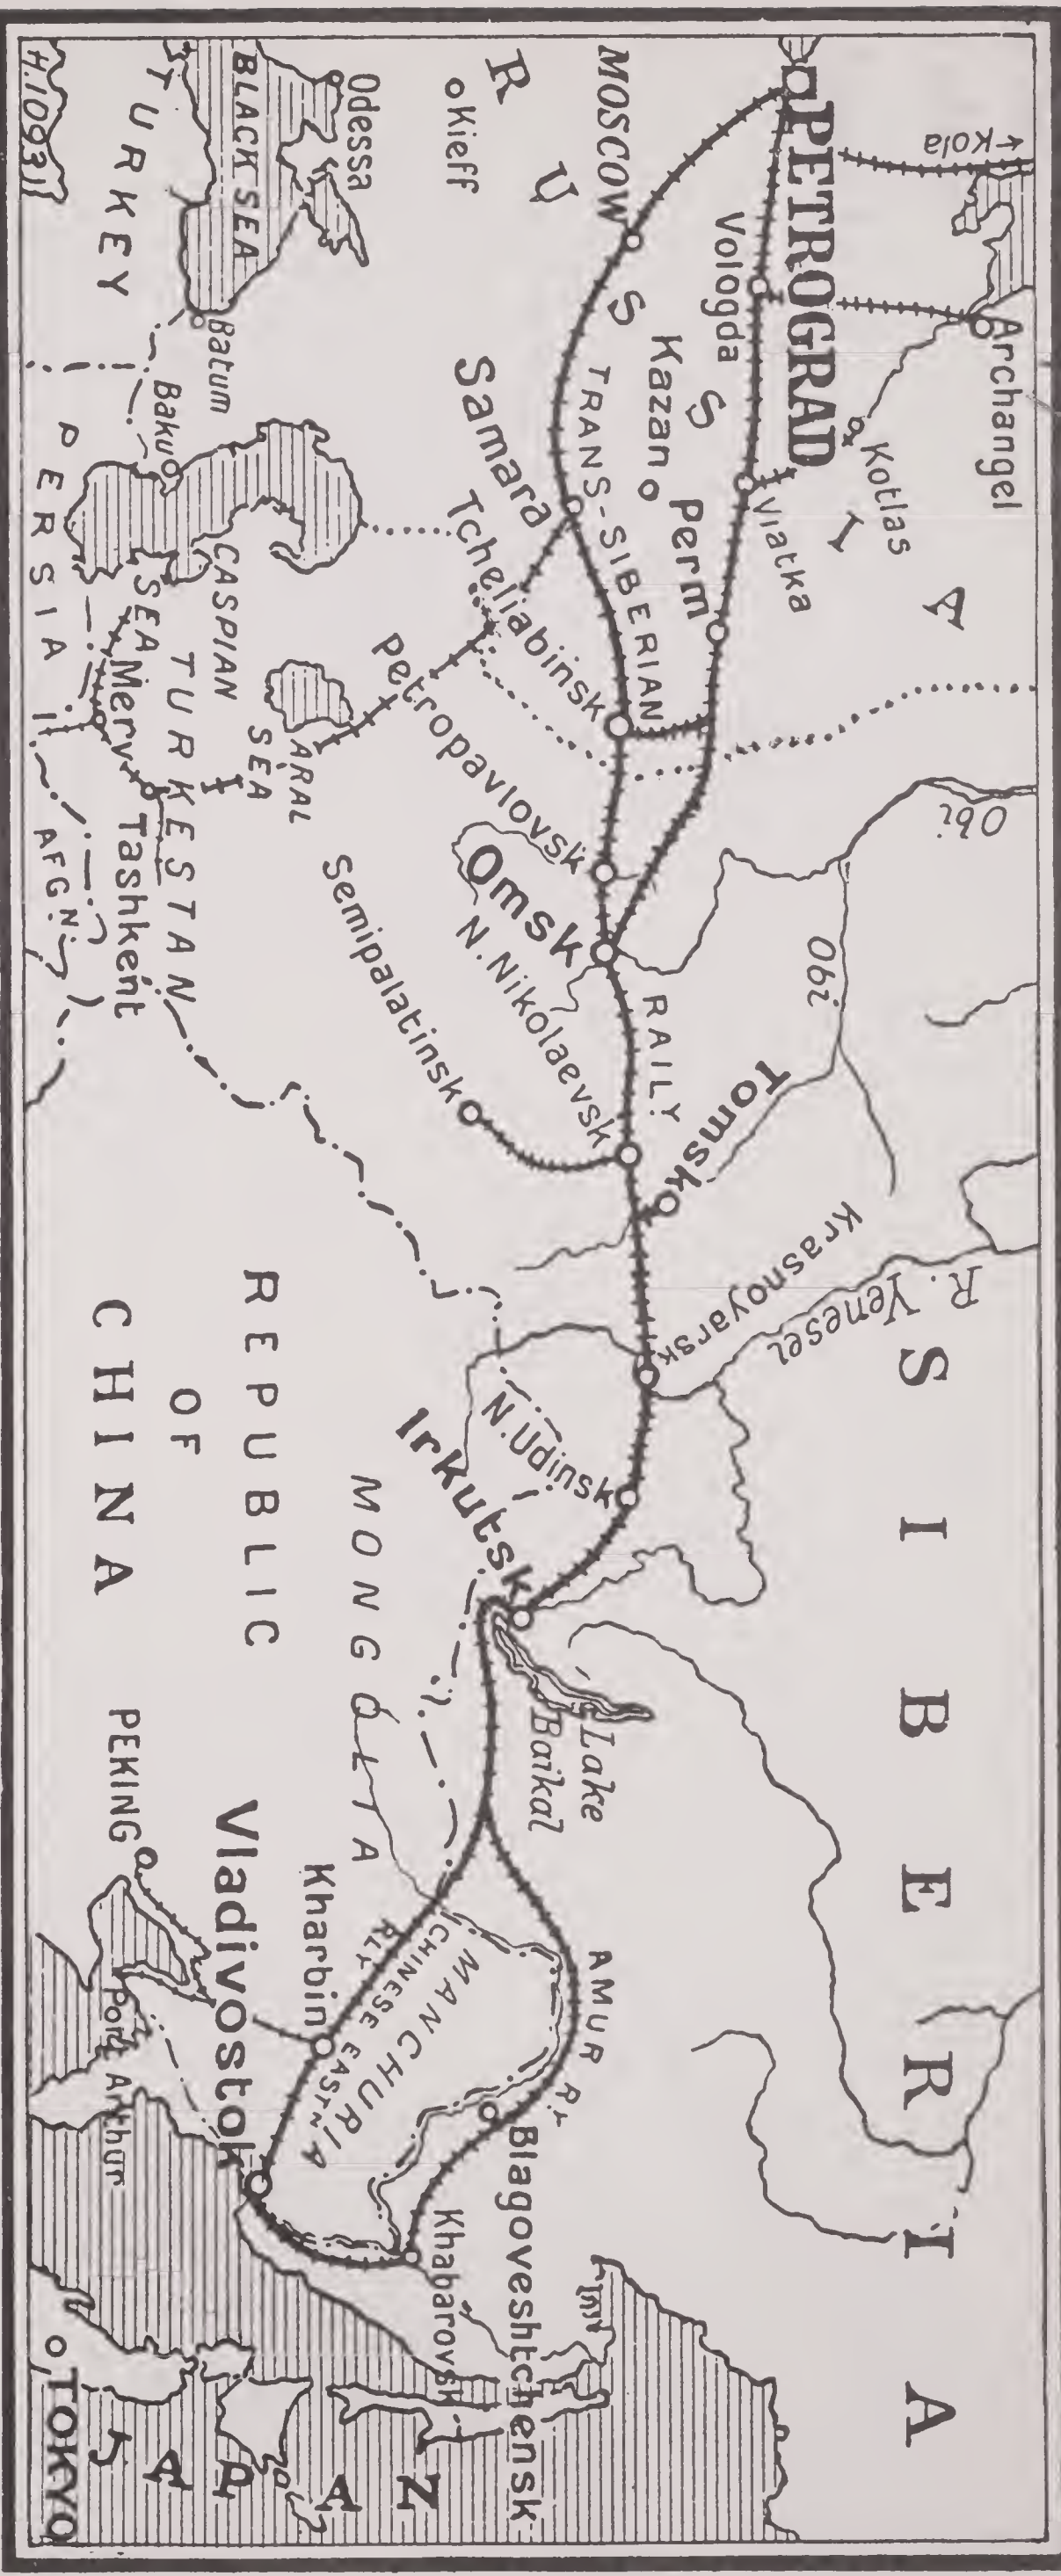 ← Kola
Archangel
PETROGRAD
Kotlas
Vologda
Viatka
MOSCOW
R U S S I A
Kazan
Perm
TRANS-SIBERIAN
RAILY
Samara
Tcheliabinsk
Petropavlovsk
Omsk
N. Nikolaevsk
Semipalatinsk
Tomsk
Krasnoyarsk
N. Udinsk
Irkutsk
Obi
Obi
R. Yenesei
SIBERIA
Lake
Baikal
AMUR Rr
Blagoveshtchensk
Khabarovsk
MANCHURIA
CHINESE EASTN
RLY
Kharbin
Vladivostok
MONGOLIA
REPUBLIC
OF
CHINA
PEKING
Port Arthur
JAPAN
TOKYO
Kieff
Odessa
BLACK SEA
TURKEY
Batum
Baku
CASPIAN
SEA
ARAL
SEA
TURKESTAN
PERSIA
Merv
Tashkent
AFGN
H.10931